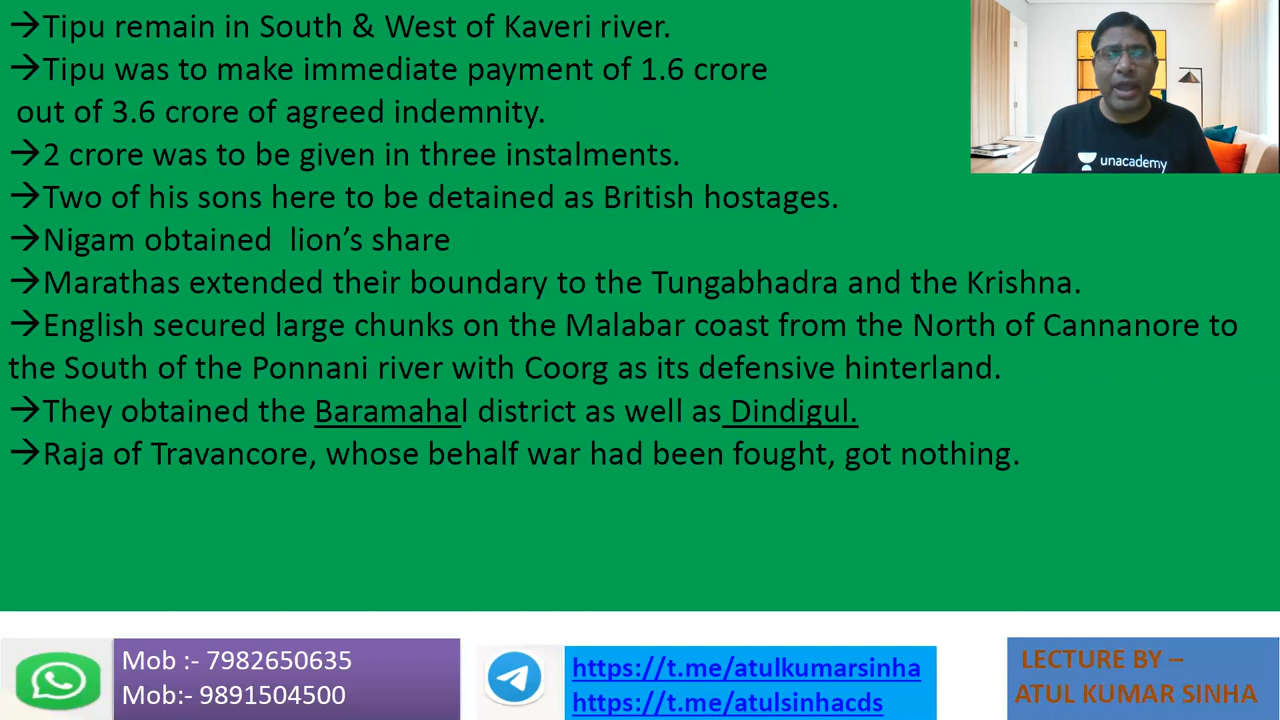 →Tipu remain in South & West of Kaveri river.
→Tipu was to make immediate payment of 1.6 crore
out of 3.6 crore of agreed indemnity.
→2 crore was to be given in three instalments.
→Two of his sons here to be detained as British hostages.
→Nigam obtained  lion's share
→Marathas extended their boundary to the Tungabhadra and the Krishna.
→English secured large chunks on the Malabar coast from the North of Cannanore to
the South of the Ponnani river with Coorg as its defensive hinterland.
→They obtained the Baramahal district as well as Dindigul.
→Raja of Travancore, whose behalf war had been fought, got nothing.
unacademy
Mob :- 7982650635
Mob:- 9891504500
https://t.me/atulkumarsinha
https://t.me/atulsinhacds
LECTURE BY –
ATUL KUMAR SINHA